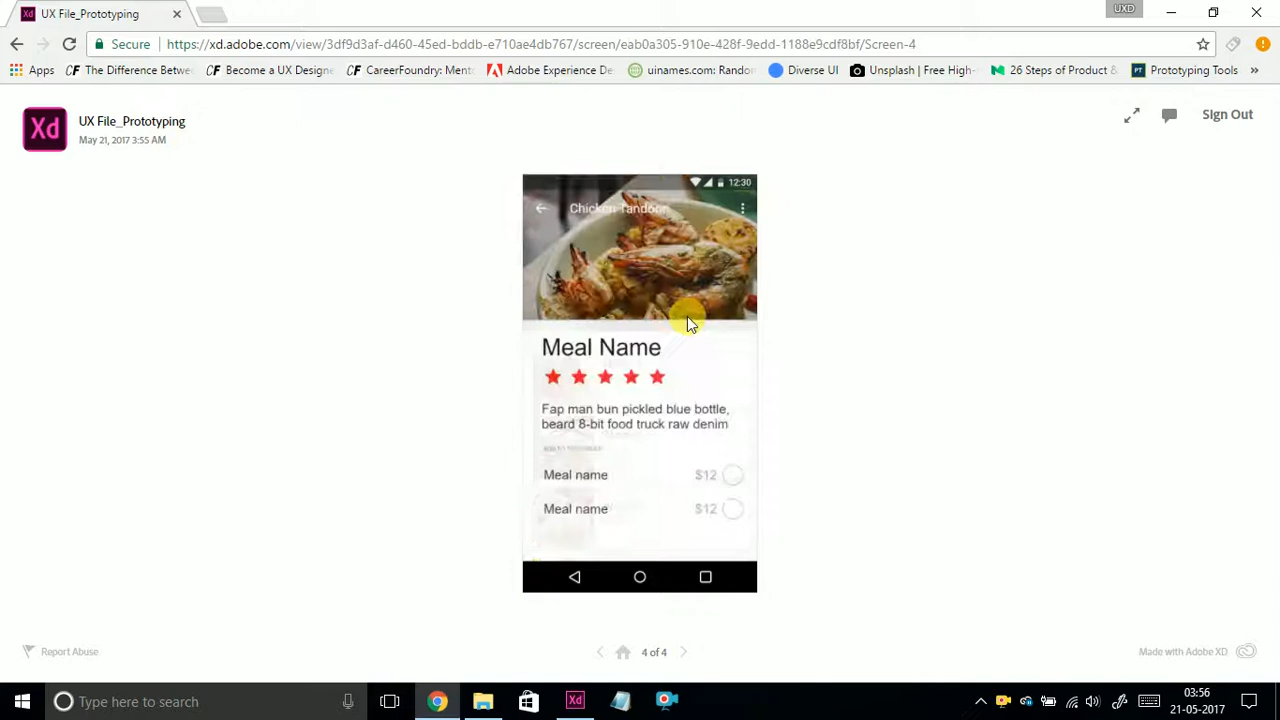 UX File_Prototyping
UXD
Secure
https://xd.adobe.com/view/3df9d3af-d460-45ed-bddb-e710ae4db767/screen/eab0a305-910e-428f-9edd-1188e9cdf8bf/Screen-4
Apps
The Difference Betwe
Become a UX Designe
CareerFoundry: Mento
Adobe Experience De
uinames.com: Random
Diverse UI
Unsplash | Free High-
26 Steps of Product &
Prototyping Tools
»
Xd
UX File_Prototyping
May 21, 2017 3:55 AM
Sign Out
12:30
Chicken Tandoori
Meal Name
Fap man bun pickled blue bottle,
beard 8-bit food truck raw denim
Meal name $12
Meal name $12
Report Abuse
4 of 4
Made with Adobe XD
Type here to search
Xd
03:56
21-05-2017